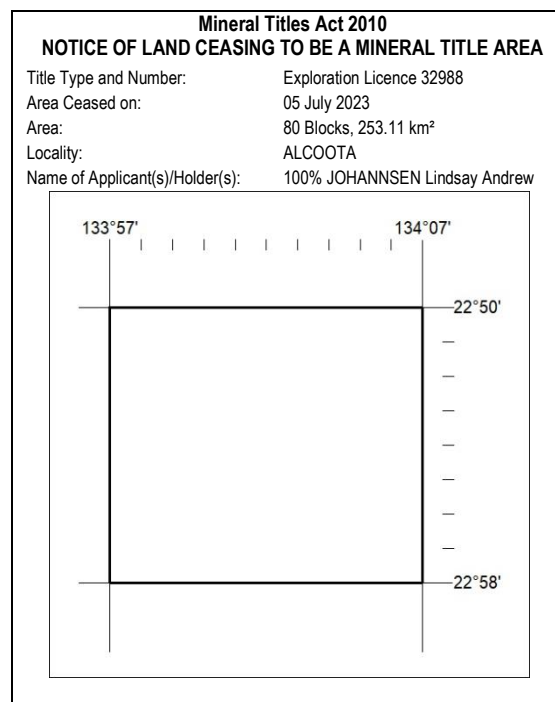 Mineral Titles Act 2010
NOTICE OF LAND CEASING TO BE A MINERAL TITLE AREA
Title Type and Number: Exploration Licence 32988
Area Ceased on: 05 July 2023
Area: 80 Blocks, 253.11 km²
Locality: ALCOOTA
Name of Applicant(s)/Holder(s): 100% JOHANNSEN Lindsay Andrew
133°57' 134°07'
22°50'
22°58'